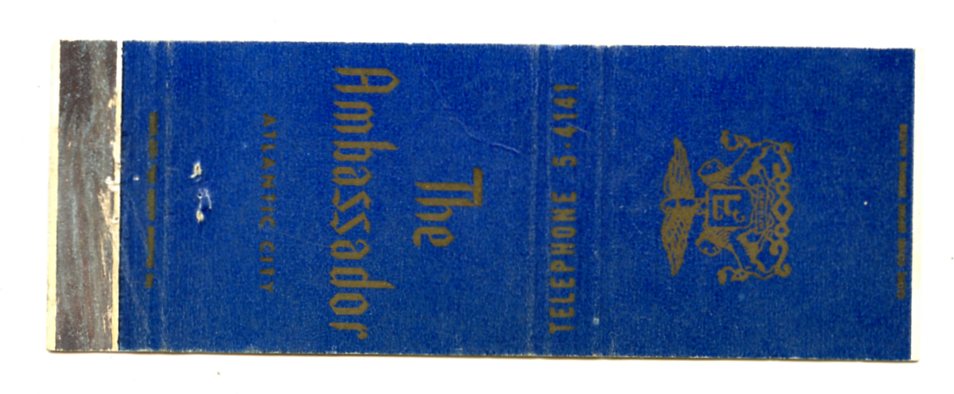 The
Ambassador
ATLANTIC CITY
TELEPHONE 5-4141